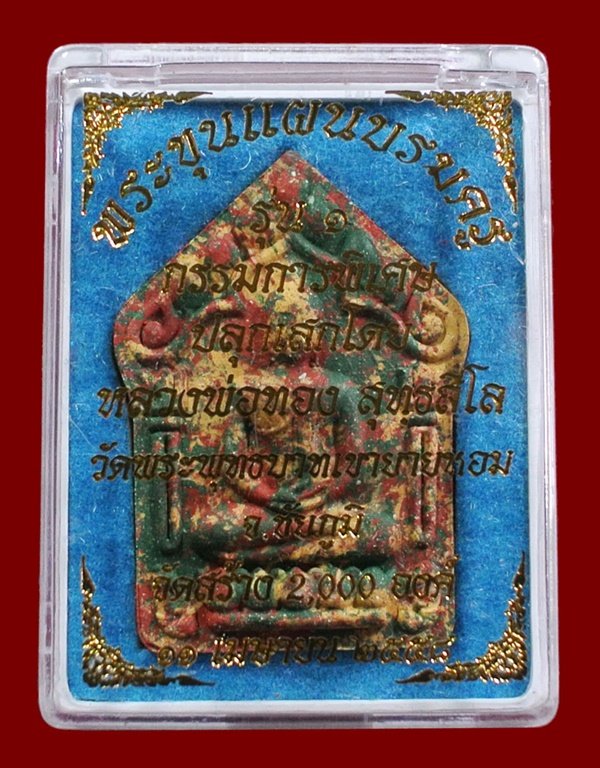 พระขุนแผนบรมครู
รุ่น ๑
กรรมการพิเศษ
ปลุกเสกโดย
หลวงพ่อทอง สุทฺธสีโล
วัดพระพุทธบาทเขายายหอม
จ.ชัยภูมิ
จัดสร้าง 2,000 องค์
๑๑ เมษายน ๒๕๕๘